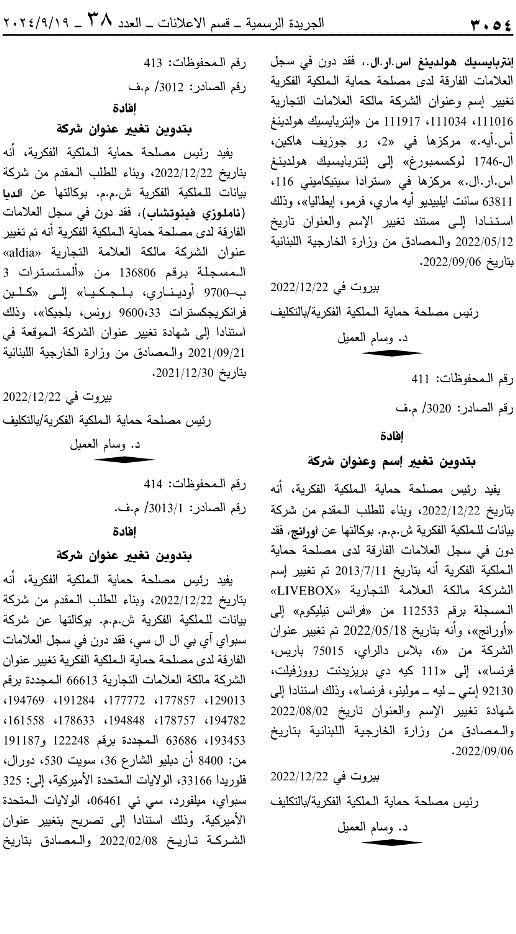 ٣٠٥٤
الجريدة الرسمية ــ قسم الاعلانات ــ العدد ٣٨ ــ ٢٠٢٤/٩/١٩
إنتربايسيك هولدينغ اس.ار.ال.، فقد دون في سجل
العلامات الفارقة لدى مصلحة حماية الملكية الفكرية
تغيير إسم وعنوان الشركة مالكة العلامات التجارية
111016، 111034، 111917 من «إنتربايسيك هولدينغ
أس.أيه.» مركزها في «2، رو جوزيف هاكين،
ال-1746 لوكسمبورغ» إلى إنتربايسيك هولدينغ
اس.ار.ال.» مركزها في «سترادا سيتيكاميني 116،
63811 سانت ايلبيديو أيه ماري، فرمو، إيطاليا»، وذلك
استنادا إلى مستند تغيير الإسم والعنوان تاريخ
2022/05/12 والمصادق من وزارة الخارجية اللبنانية
بتاريخ 2022/09/06.
بيروت في 2022/12/22
رئيس مصلحة حماية الملكية الفكرية/بالتكليف
د. وسام العميل
رقم المحفوظات: 411
رقم الصادر: 3020/ م.ف
إفادة
بتدوين تغيير إسم وعنوان شركة
يفيد رئيس مصلحة حماية الملكية الفكرية، أنه
بتاريخ 2022/12/22، وبناء للطلب المقدم من شركة
بيانات للملكية الفكرية ش.م.م. بوكالتها عن أورانج، فقد
دون في سجل العلامات الفارقة لدى مصلحة حماية
الملكية الفكرية أنه بتاريخ 2013/7/11 تم تغيير إسم
الشركة مالكة العلامة التجارية «LIVEBOX»
المسجلة برقم 112533 من «فرانس تيليكوم» إلى
«أورانج»، وأنه بتاريخ 2022/05/18 تم تغيير عنوان
الشركة من «6، بلاس دالراي، 75015 باريس،
فرنسا»، إلى «111 كيه دي بريزيدنت روزفيلت،
92130 إسّي ــ ليه ــ مولينو، فرنسا»، وذلك استنادا إلى
شهادة تغيير الإسم والعنوان تاريخ 2022/08/02
والمصادق من وزارة الخارجية اللبنانية بتاريخ
2022/09/06.
بيروت في 2022/12/22
رئيس مصلحة حماية الملكية الفكرية/بالتكليف
د. وسام العميل
رقم المحفوظات: 413
رقم الصادر: 3012/ م.ف
إفادة
بتدوين تغيير عنوان شركة
يفيد رئيس مصلحة حماية الملكية الفكرية، أنه
بتاريخ 2022/12/22، وبناء للطلب المقدم من شركة
بيانات للملكية الفكرية ش.م.م. بوكالتها عن الديا
(ناملوزي فينوتشاب)، فقد دون في سجل العلامات
الفارقة لدى مصلحة حماية الملكية الفكرية أنه تم تغيير
عنوان الشركة مالكة العلامة التجارية «aldia»
المسجلة برقم 136806 من «ألستسترات 3
ب–9700 أوديناري، بلجكيا» إلى «كلين
فرانكريجكسترات 9600،33 رونس، بلجيكا»، وذلك
استنادا إلى شهادة تغيير عنوان الشركة الموقعة في
2021/09/21 والمصادق من وزارة الخارجية اللبنانية
بتاريخ 2021/12/30.
بيروت في 2022/12/22
رئيس مصلحة حماية الملكية الفكرية/بالتكليف
د. وسام العميل
رقم المحفوظات: 414
رقم الصادر: 3013/1/ م.ف.
إفادة
بتدوين تغيير عنوان شركة
يفيد رئيس مصلحة حماية الملكية الفكرية، أنه
بتاريخ 2022/12/22، وبناء للطلب المقدم من شركة
بيانات للملكية الفكرية ش.م.م. بوكالتها عن شركة
سبواي آي بي ال ال سي، فقد دون في سجل العلامات
الفارقة لدى مصلحة حماية الملكية الفكرية تغيير عنوان
الشركة مالكة العلامات التجارية 66613 المجددة برقم
129013، 177857، 177772، 191284، 194769،
194782، 178757، 194848، 178633، 161558،
193453، 63686 المجددة برقم 122248 و191187
من: 8400 أن دبليو الشارع 36، سويت 530، دورال،
فلوريدا 33166، الولايات المتحدة الأميركية، إلى: 325
سبواي، ميلفورد، سي تي 06461، الولايات المتحدة
الأميركية. وذلك استنادا إلى تصريح بتغيير عنوان
الشركة تاريخ 2022/02/08 والمصادق بتاريخ